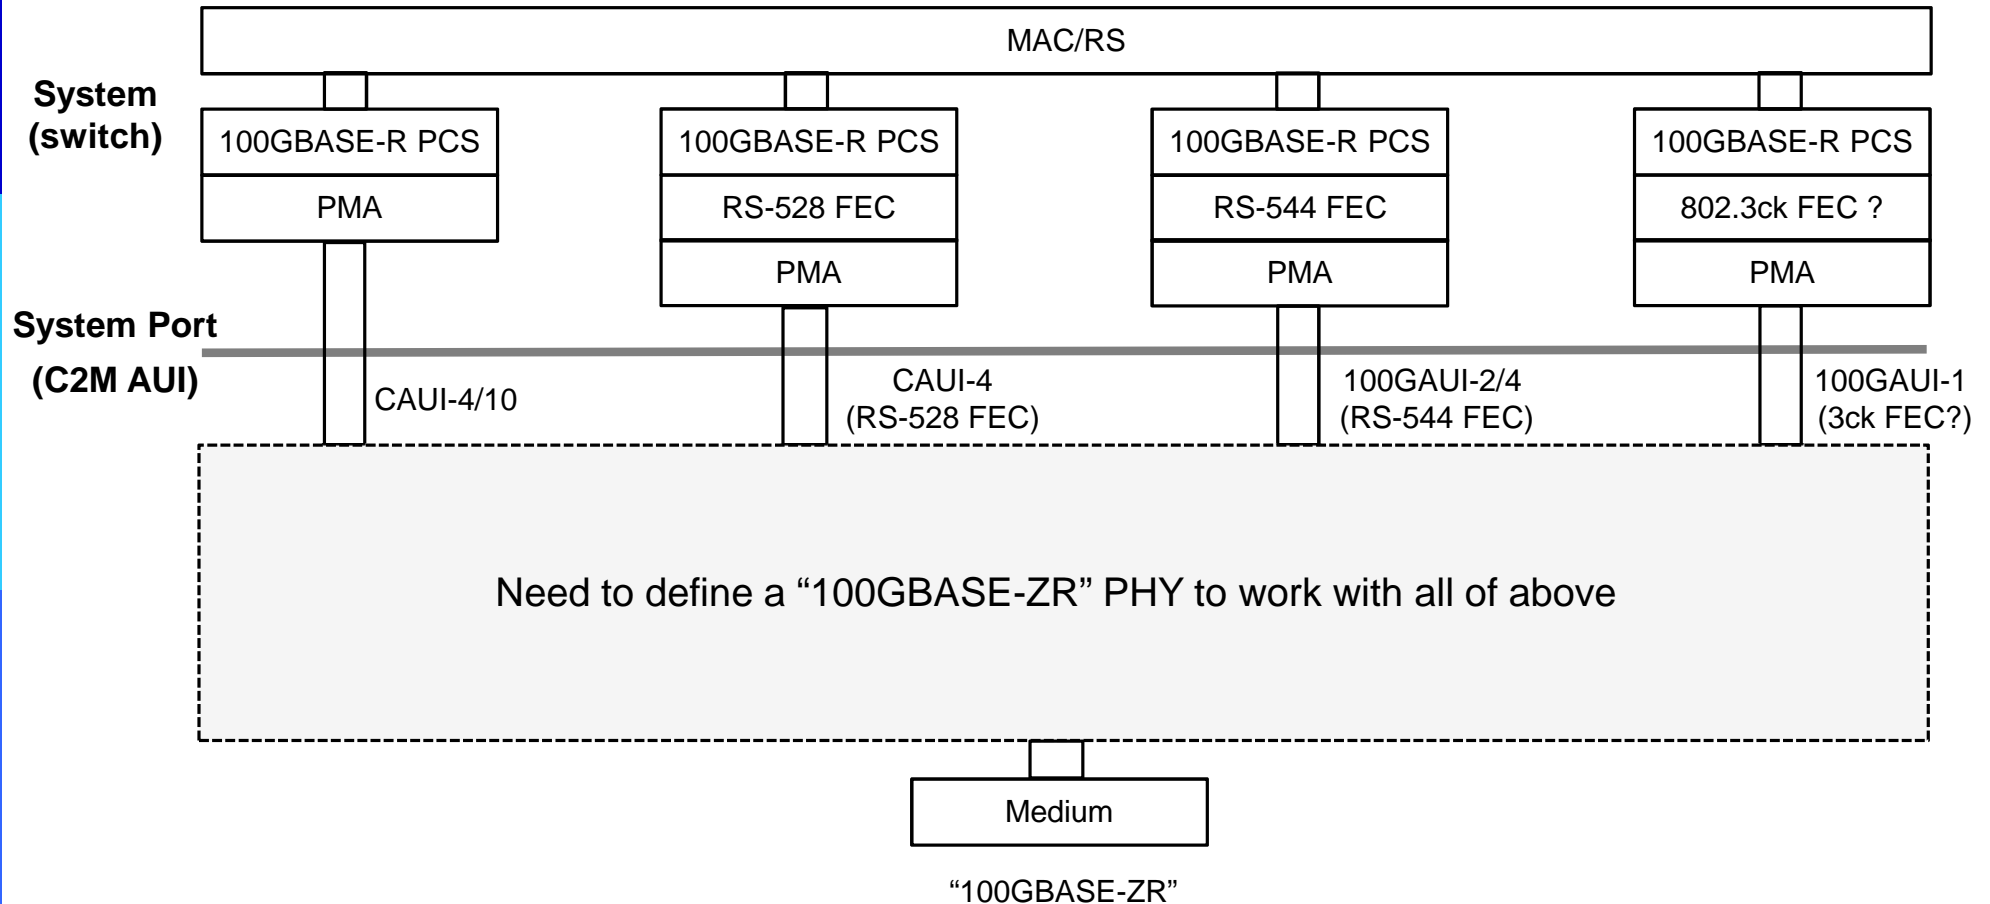 MAC/RS
System
(switch)
100GBASE-R PCS
100GBASE-R PCS
100GBASE-R PCS
100GBASE-R PCS
PMA
RS-528 FEC
RS-544 FEC
802.3ck FEC ?
PMA
PMA
PMA
System Port
(C2M AUI)
CAUI-4/10
CAUI-4
(RS-528 FEC)
100GAUI-2/4
(RS-544 FEC)
100GAUI-1
(3ck FEC?)
Need to define a “100GBASE-ZR” PHY to work with all of above
Medium
“100GBASE-ZR”